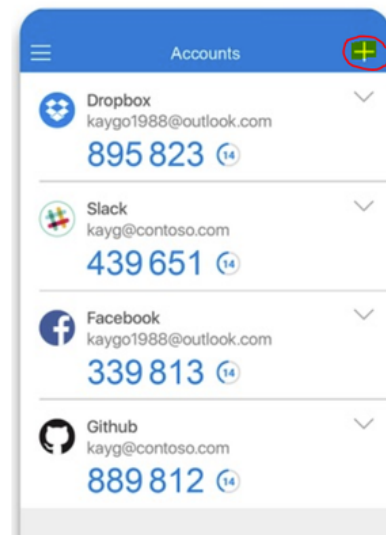 Accounts
Dropbox
kaygo1988@outlook.com
895 823 14
Slack
kayg@contoso.com
439 651 14
Facebook
kaygo1988@outlook.com
339 813 14
Github
kayg@contoso.com
889 812 14